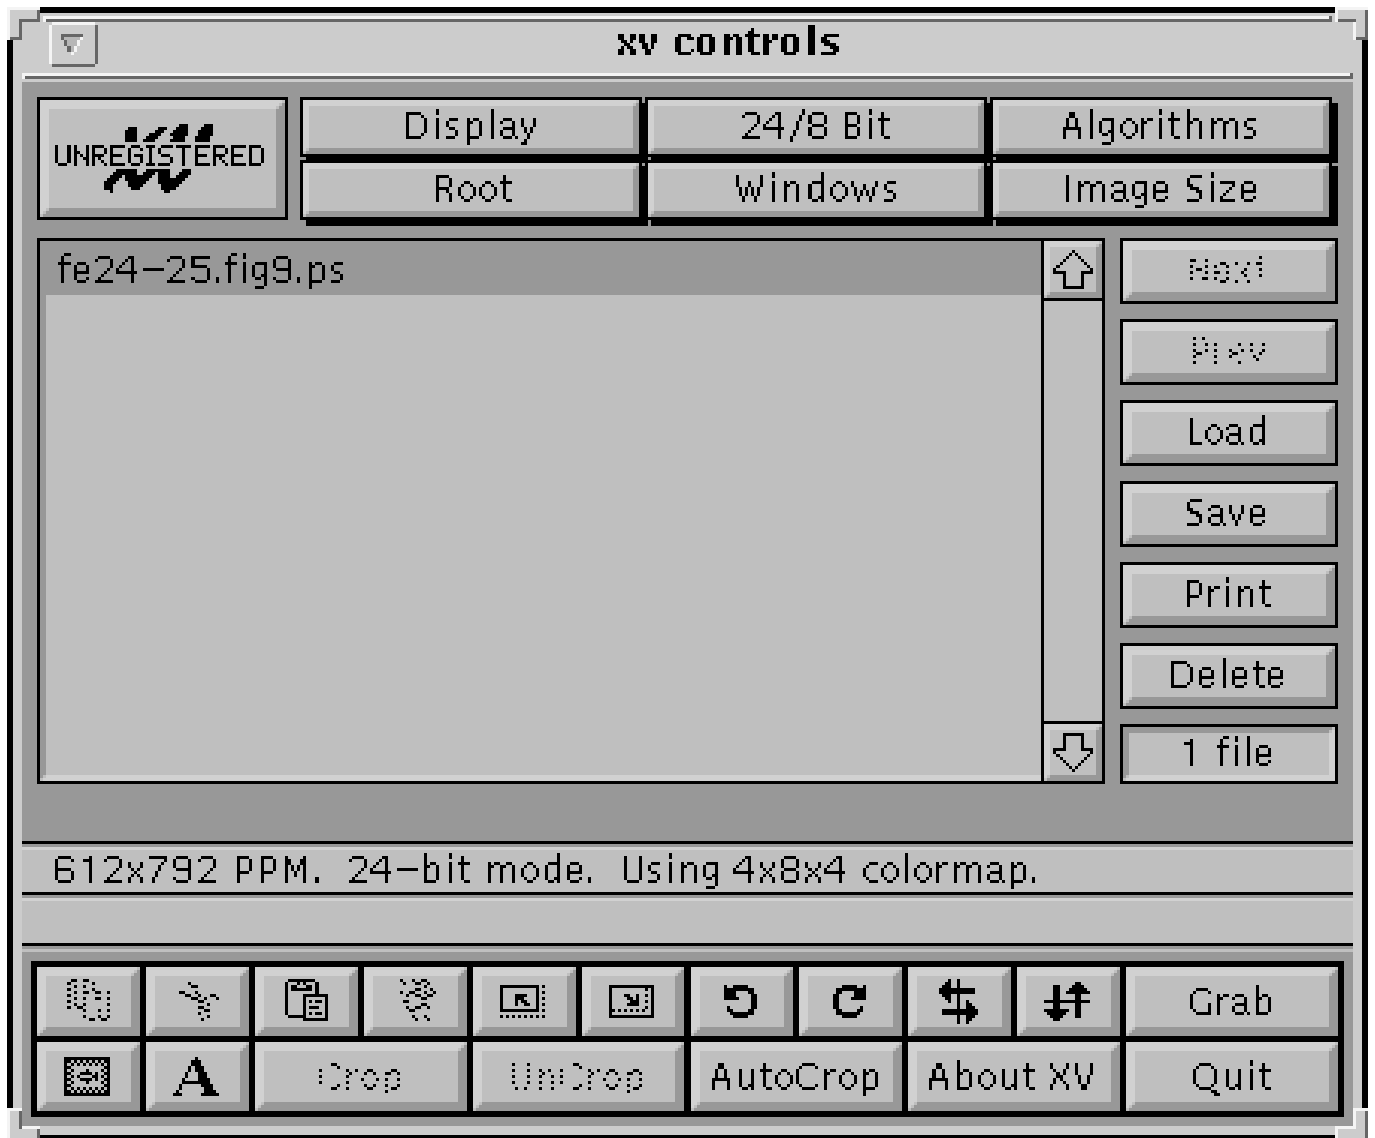 xv controls
UNREGISTERED
Display 24/8 Bit Algorithms
Root Windows Image Size
fe24-25.fig9.ps
Next
Prev
Load
Save
Print
Delete
1 file
612x792 PPM.  24-bit mode.  Using 4x8x4 colormap.
Grab
A Crop UnCrop AutoCrop About XV Quit